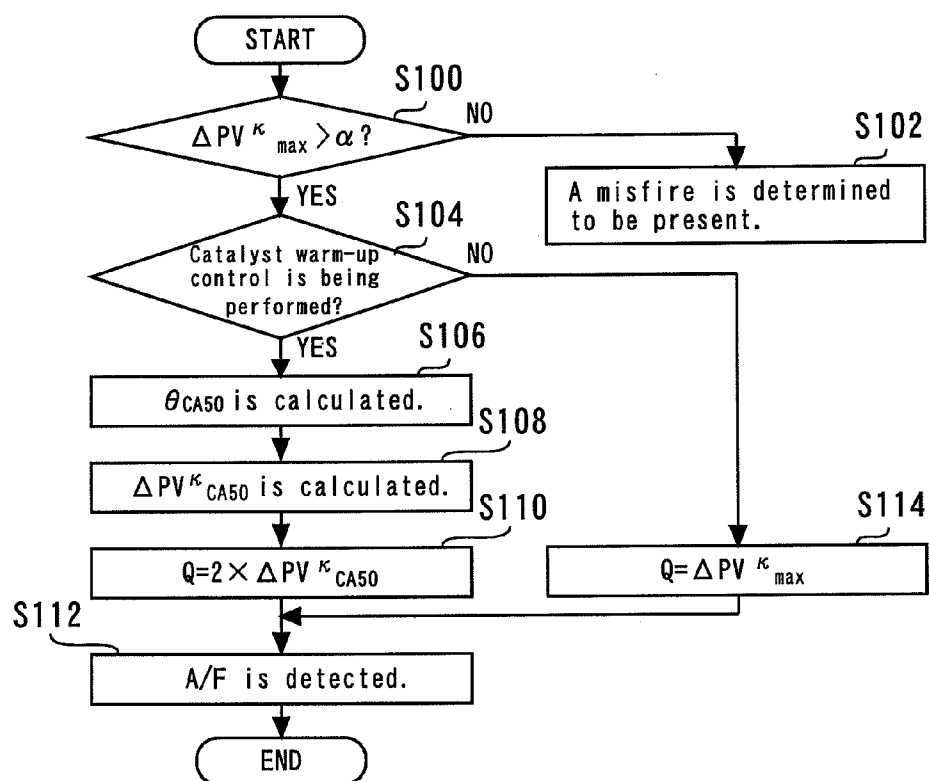 START
S100
ΔPV^κ_max>α?
NO
S102
A misfire is determined
to be present.
YES
S104
Catalyst warm-up
control is being
performed?
NO
YES
S106
θCA50 is calculated.
S108
ΔPV^κ_CA50 is calculated.
S110
Q=2×ΔPV^κ_CA50
S114
Q=ΔPV^κ_max
S112
A/F is detected.
END